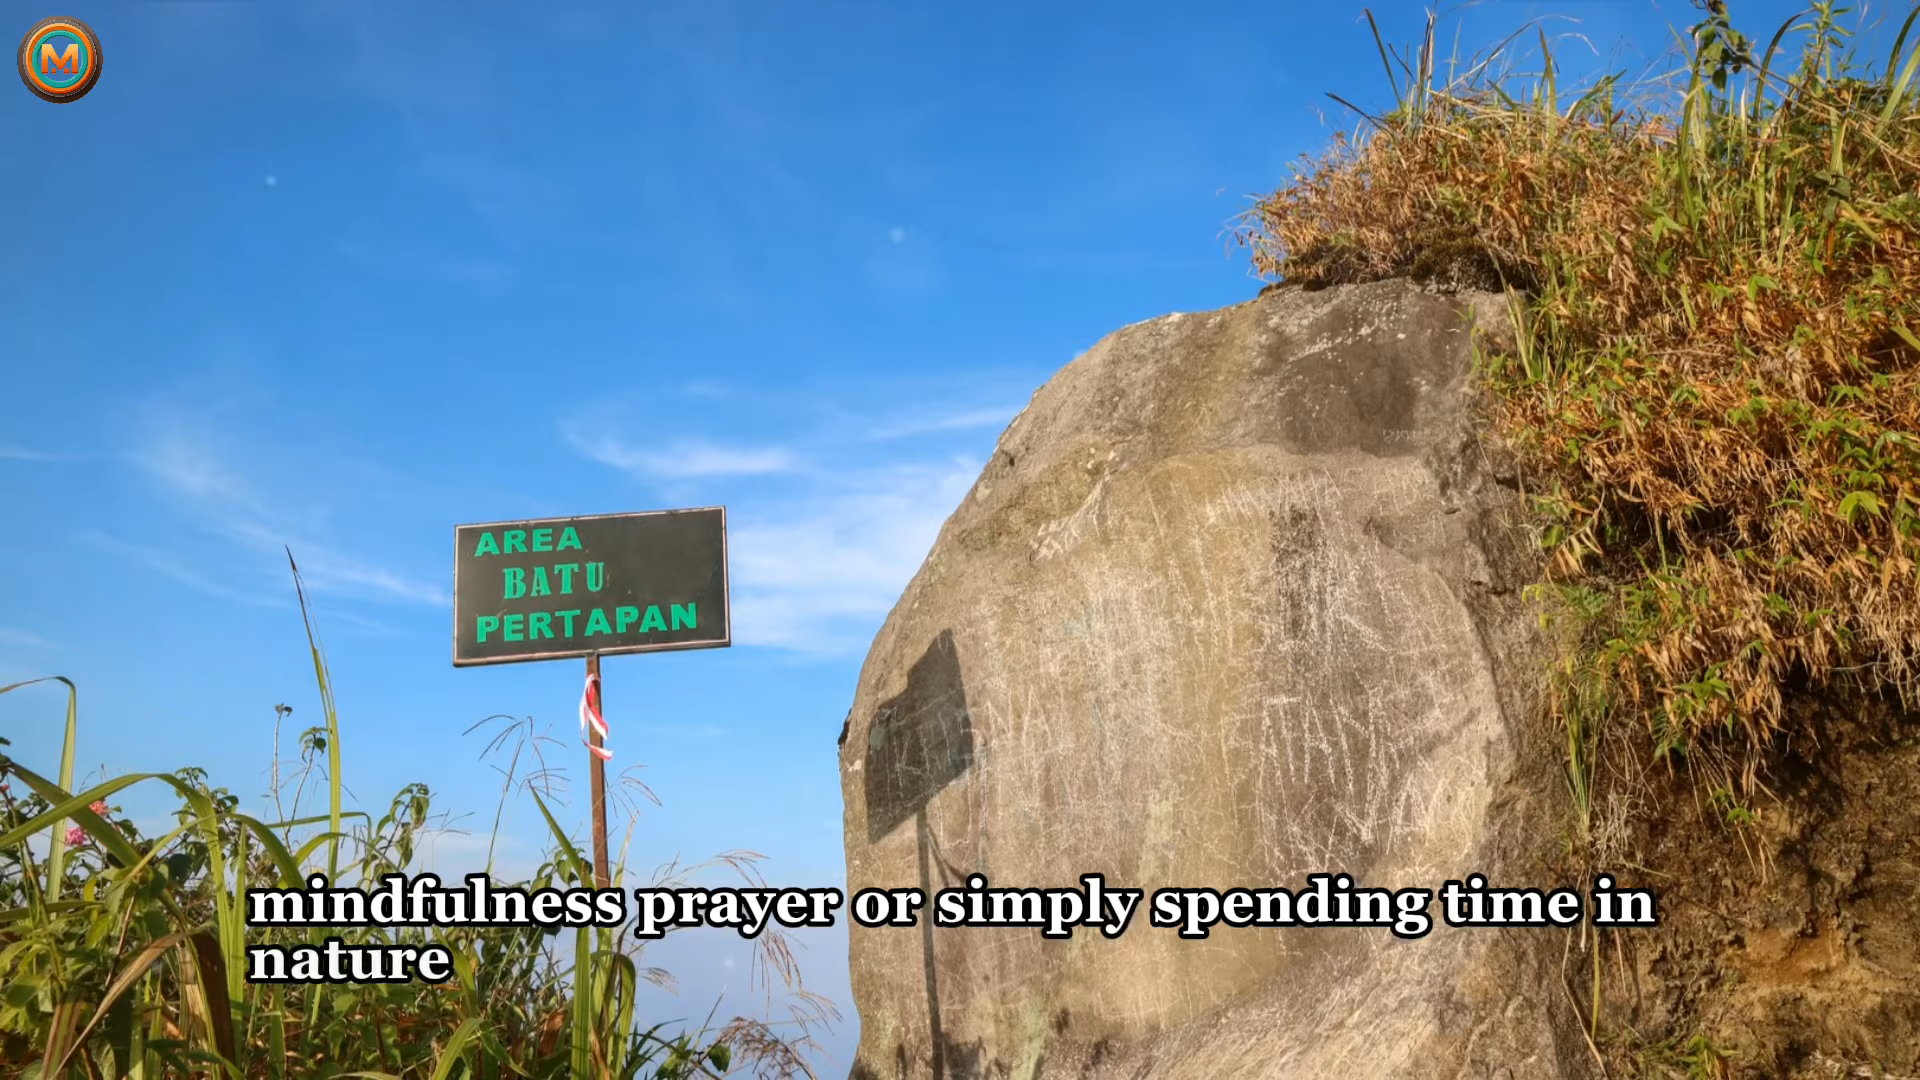 M
AREA
BATU
PERTAPAN
mindfulness prayer or simply spending time in
nature